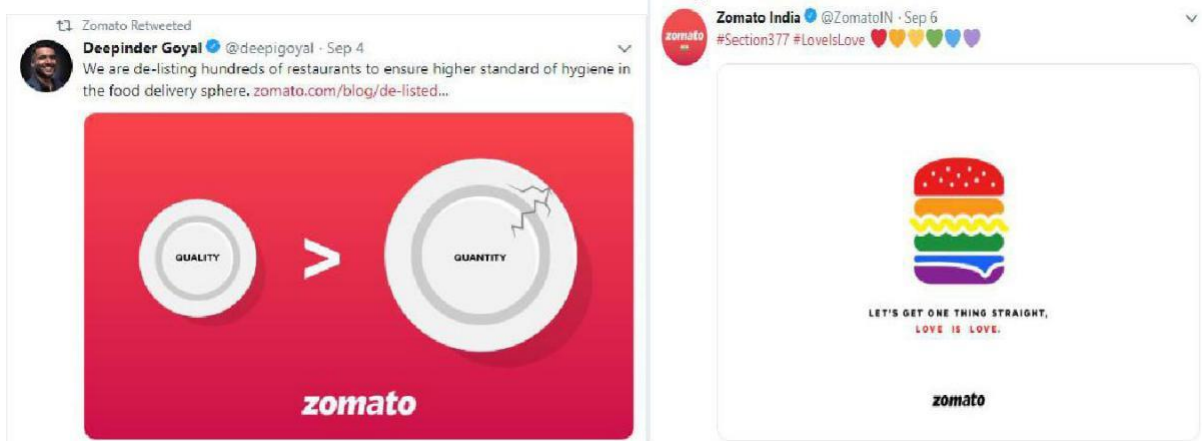 Zomato Retweeted
Deepinder Goyal @deepigoyal · Sep 4
We are de-listing hundreds of restaurants to ensure higher standard of hygiene in
the food delivery sphere. zomato.com/blog/de-listed...
QUALITY > QUANTITY
zomato
Zomato India @ZomatoIN · Sep 6
zomato
#Section377 #LoveIsLove
LET'S GET ONE THING STRAIGHT,
LOVE IS LOVE.
zomato